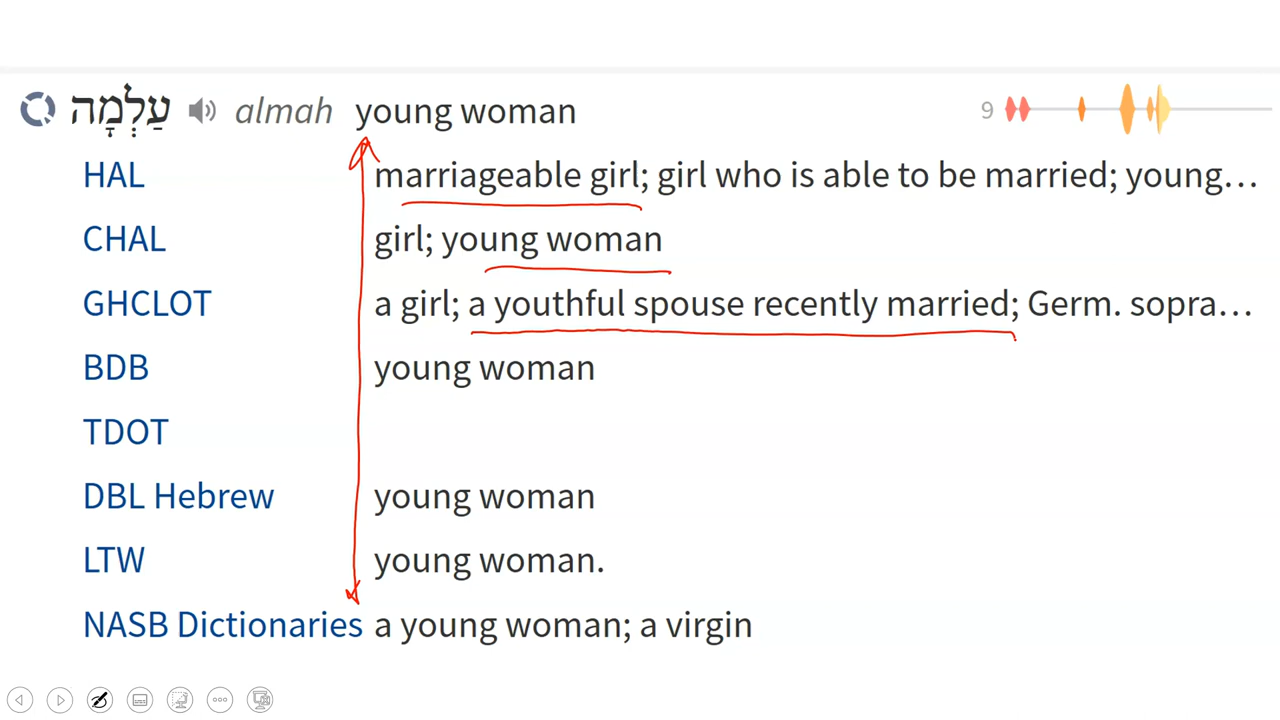 עַלְמָה almah young woman 9
HAL marriageable girl; girl who is able to be married; young…
CHAL girl; young woman
GHCLOT a girl; a youthful spouse recently married; Germ. sopra…
BDB young woman
TDOT
DBL Hebrew young woman
LTW young woman.
NASB Dictionaries a young woman; a virgin